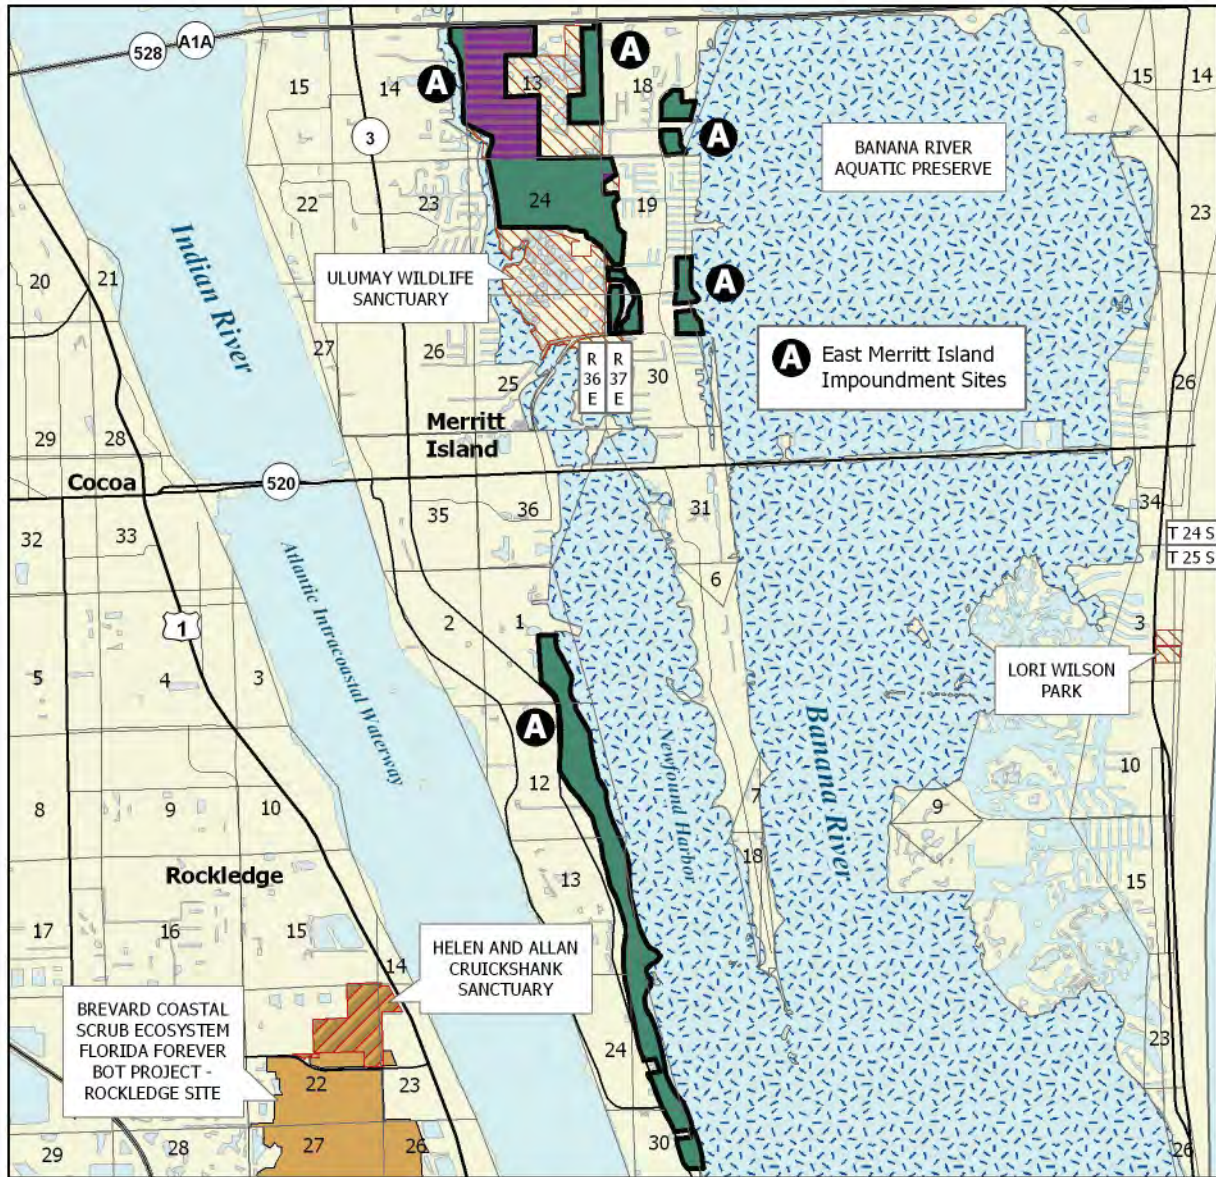 528
A1A
15
14
A
13
A
18
15
14
3
A
BANANA RIVER
AQUATIC PRESERVE
22
23
24
19
23
Indian River
20
21
ULUMAY WILDLIFE
SANCTUARY
A
27
26
25
R
36
E
R
37
E
30
A East Merritt Island
Impoundment Sites
26
29
28
Merritt
Island
Cocoa
520
32
33
35
36
31
34
T 24 S
T 25 S
Atlantic Intracoastal Waterway
6
1
2
1
3
5
4
3
LORI WILSON
PARK
A
Newfound Harbor
Banana River
12
7
10
8
9
10
9
18
Rockledge
13
15
17
16
15
14
HELEN AND ALLAN
CRUICKSHANK
SANCTUARY
BREVARD COASTAL
SCRUB ECOSYSTEM
FLORIDA FOREVER
BOT PROJECT -
ROCKLEDGE SITE
24
23
22
23
29
28
27
26
30
26